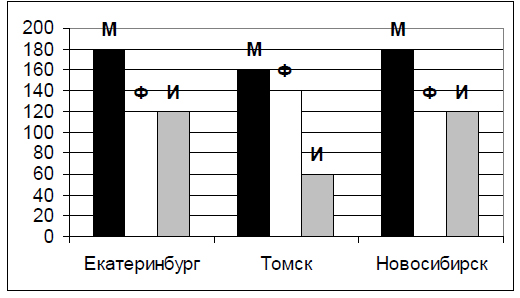 200
180
160
140
120
100
80
60
40
20
0
М
Ф
И
М
Ф
И
М
Ф
И
Екатеринбург
Томск
Новосибирск